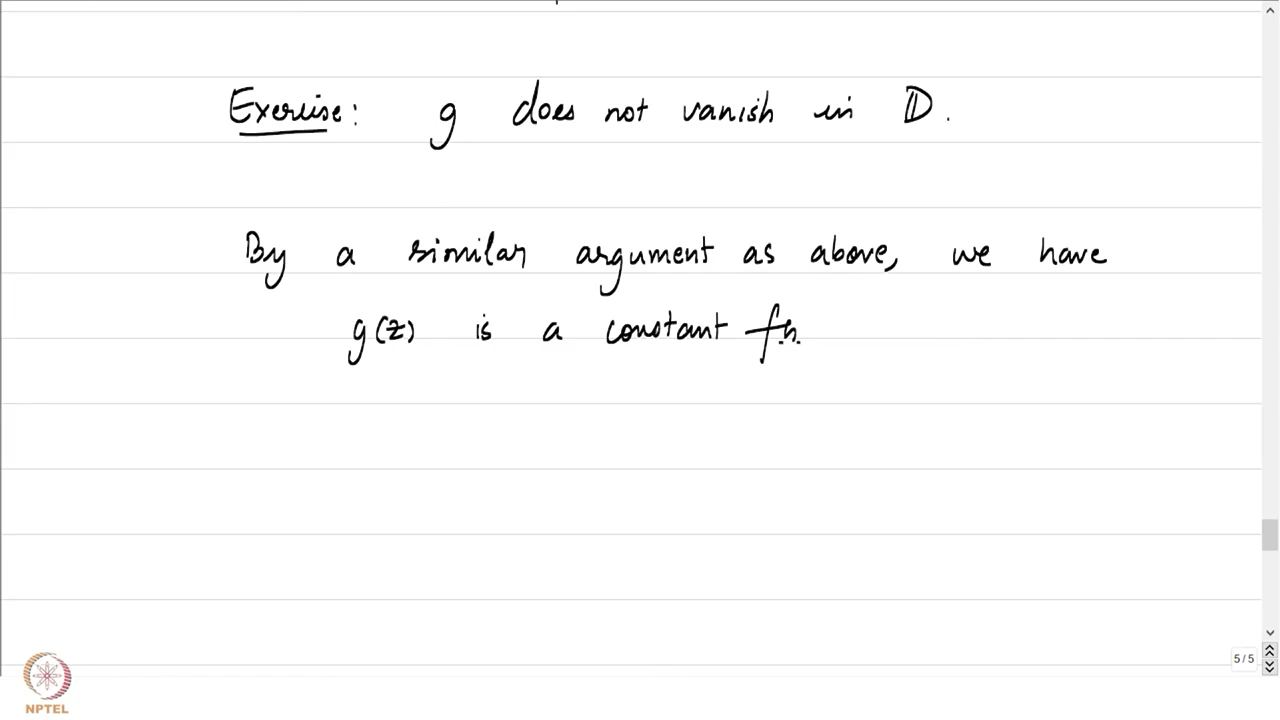 Exercise: g does not vanish in 𝔻.
By a similar argument as above, we have
g(z) is a constant fn.
5 / 5
NPTEL